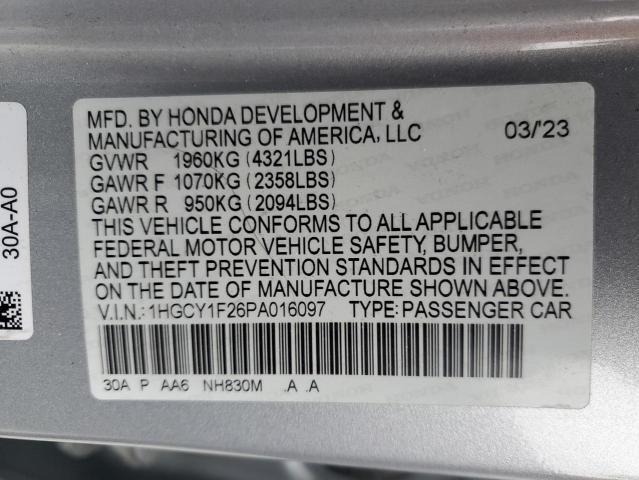 MFD. BY HONDA DEVELOPMENT &
MANUFACTURING OF AMERICA, LLC 03/'23
GVWR 1960KG (4321LBS)
GAWR F 1070KG (2358LBS)
GAWR R 950KG (2094LBS)
THIS VEHICLE CONFORMS TO ALL APPLICABLE
FEDERAL MOTOR VEHICLE SAFETY, BUMPER,
AND THEFT PREVENTION STANDARDS IN EFFECT
ON THE DATE OF MANUFACTURE SHOWN ABOVE.
V.I.N.: 1HGCY1F26PA016097 TYPE: PASSENGER CAR
30A P AA6 NH830M .A .A
30A-A0